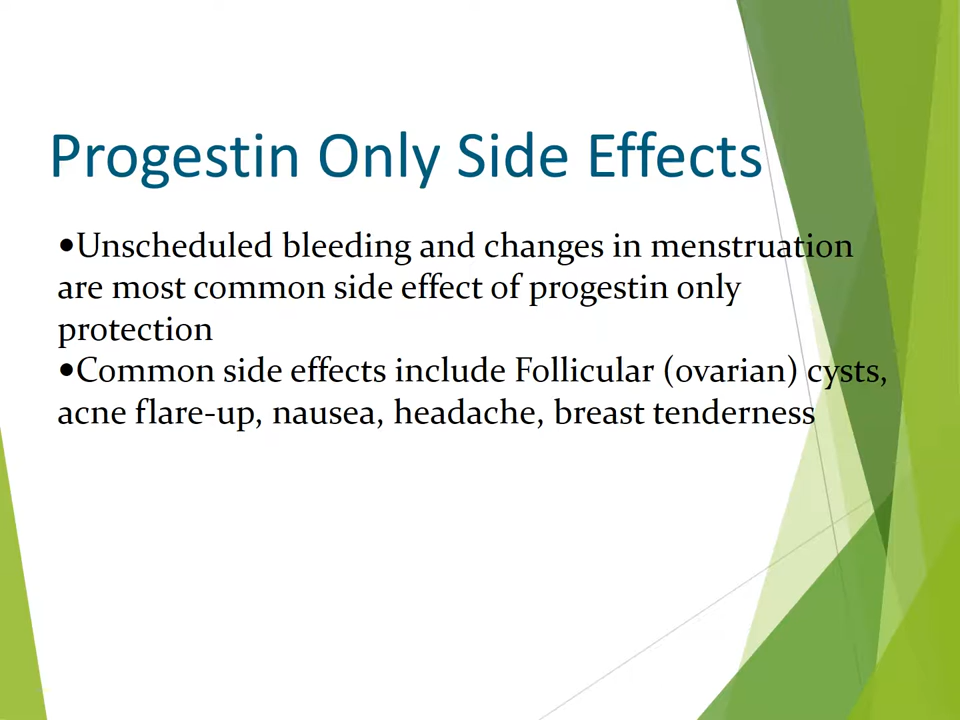 Progestin Only Side Effects
•Unscheduled bleeding and changes in menstruation
are most common side effect of progestin only
protection
•Common side effects include Follicular (ovarian) cysts,
acne flare-up, nausea, headache, breast tenderness